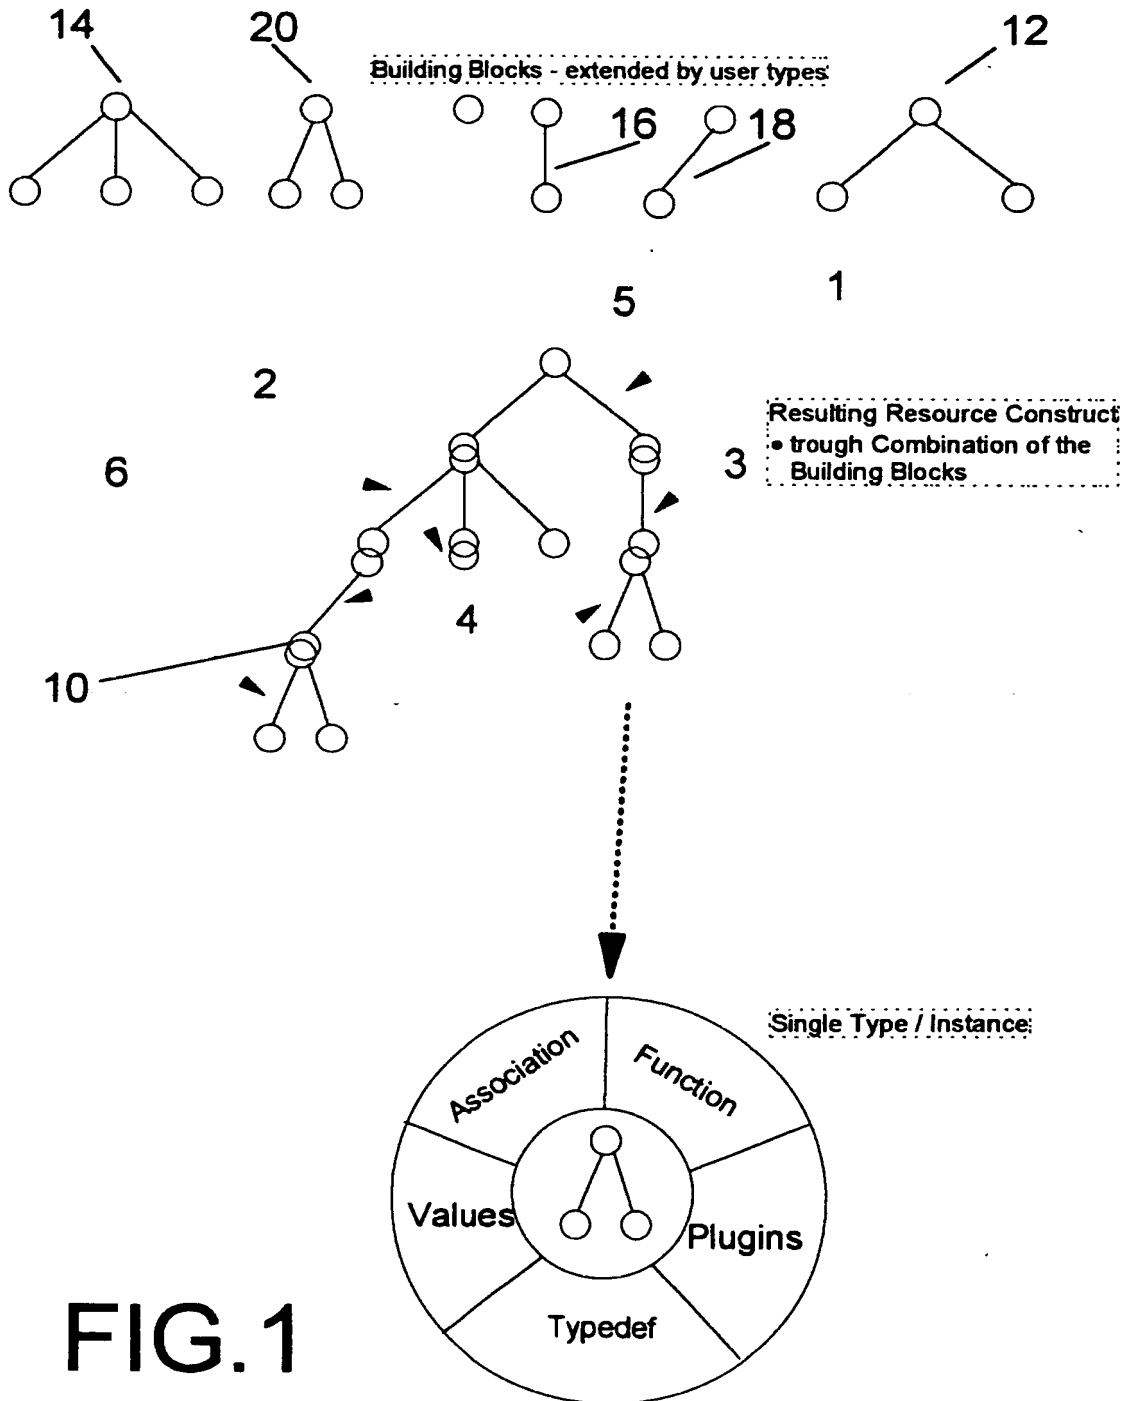 14
20
12
Building Blocks - extended by user types
16
18
1
5
2
Resulting Resource Construct
• trough Combination of the
Building Blocks
3
6
4
10
Single Type / Instance
Association
Function
Values
Plugins
Typedef
FIG.1